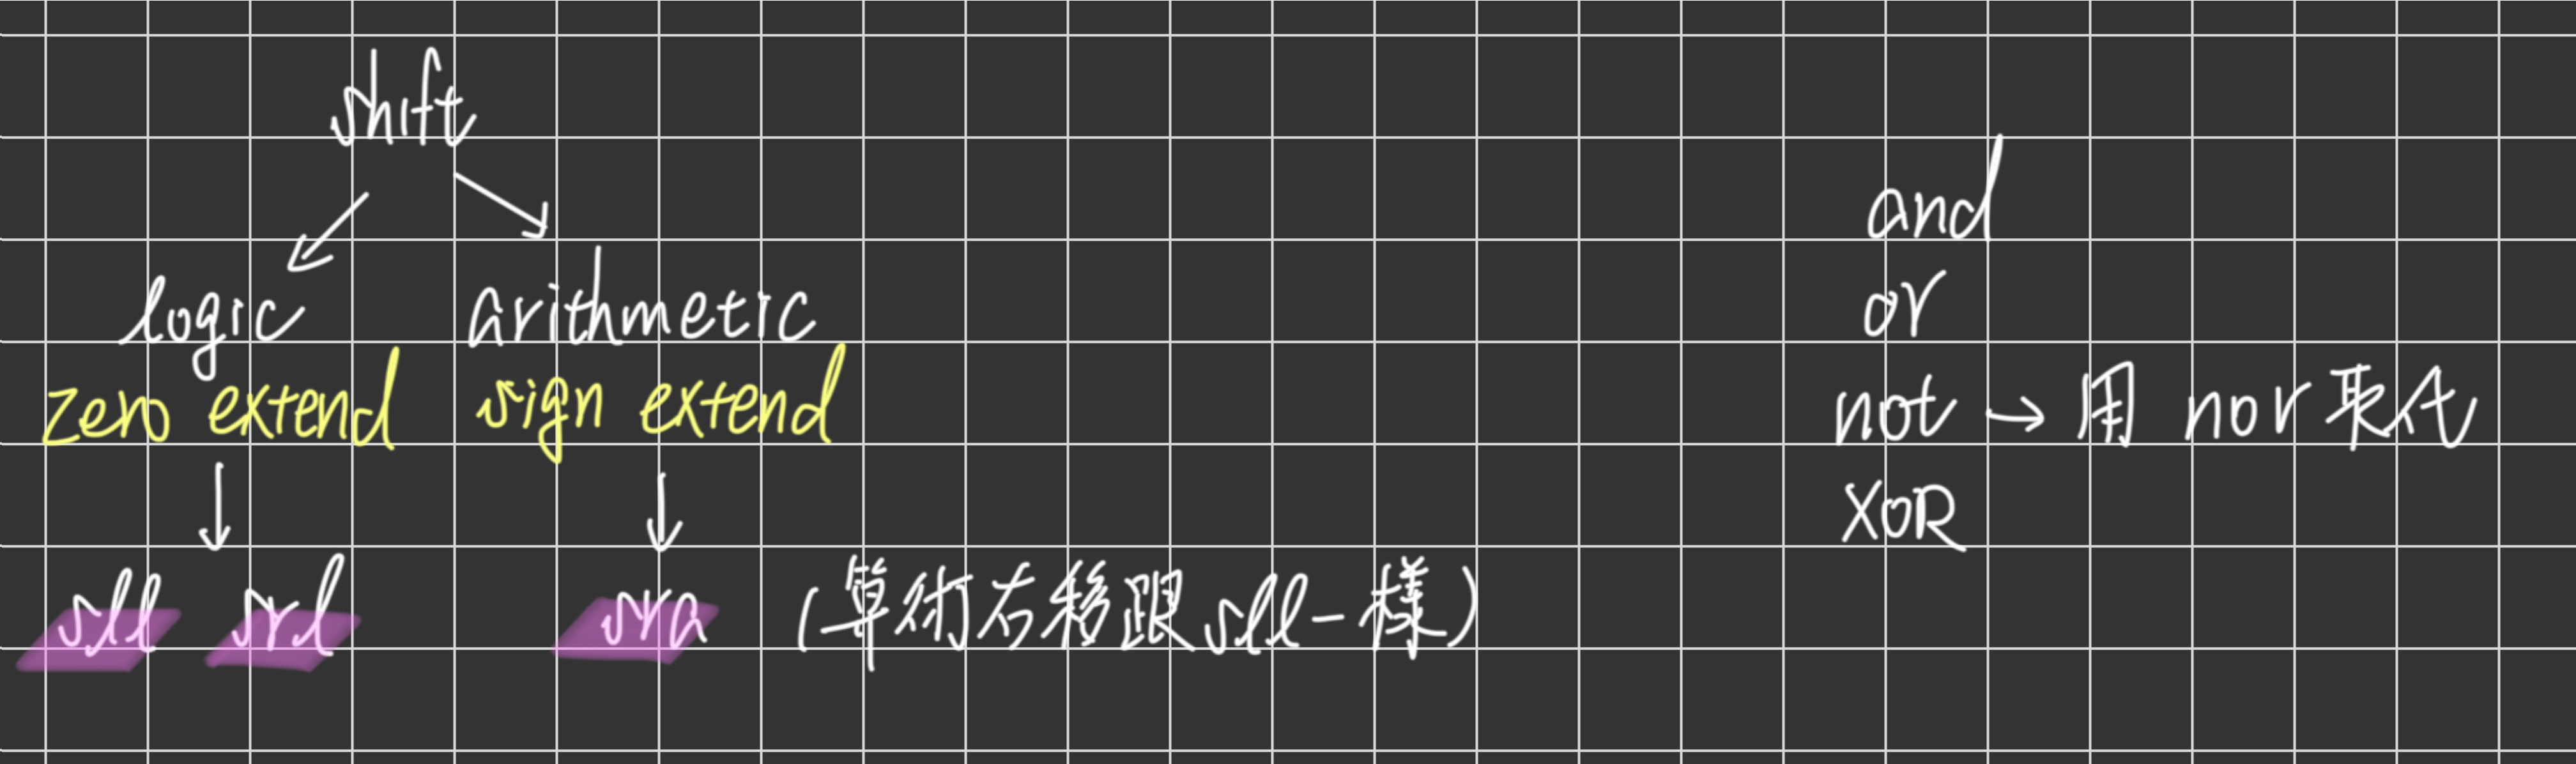 shift
logic arithmetic
zero extend sign extend
sll srl sra (算術右移跟sll一樣)
and
or
not → 用 nor 取代
XOR